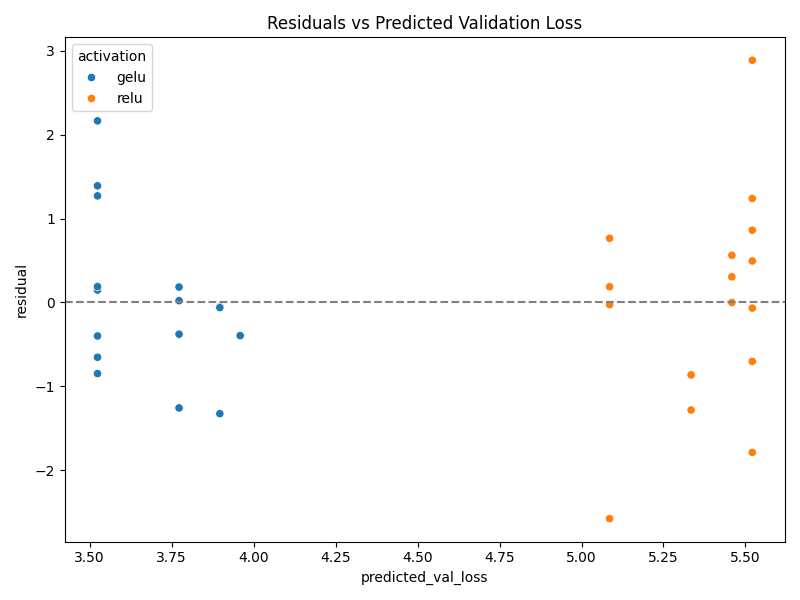 Residuals vs Predicted Validation Loss
activation
gelu
relu
residual
3
2
1
0
−1
−2
3.50 3.75 4.00 4.25 4.50 4.75 5.00 5.25 5.50
predicted_val_loss